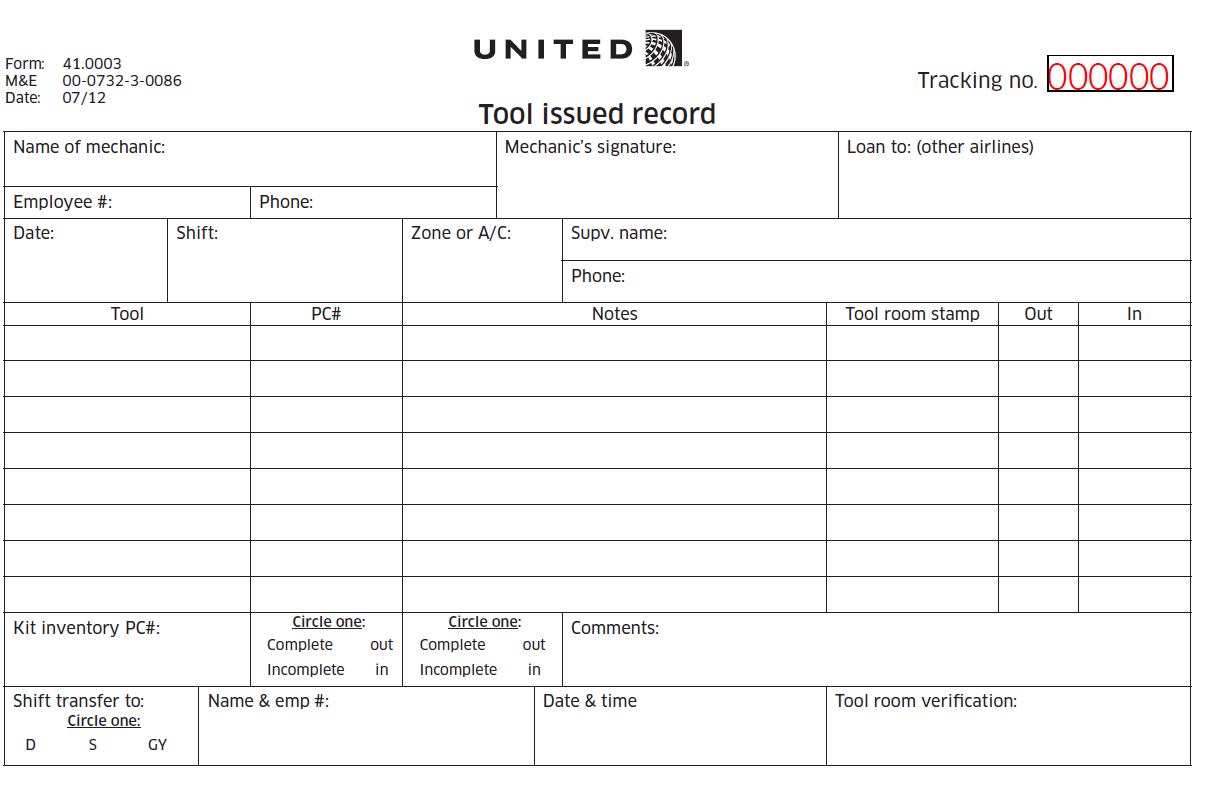 UNITED
Form: 41.0003
M&E 00-0732-3-0086
Date: 07/12
Tracking no. 000000
Tool issued record
Name of mechanic: Mechanic's signature: Loan to: (other airlines)
Employee #: Phone:
Date: Shift: Zone or A/C: Supv. name:
Phone:
Tool PC# Notes Tool room stamp Out In
Kit inventory PC#: Circle one: Circle one: Comments:
Complete out Complete out
Incomplete in Incomplete in
Shift transfer to: Name & emp #: Date & time Tool room verification:
Circle one:
D S GY